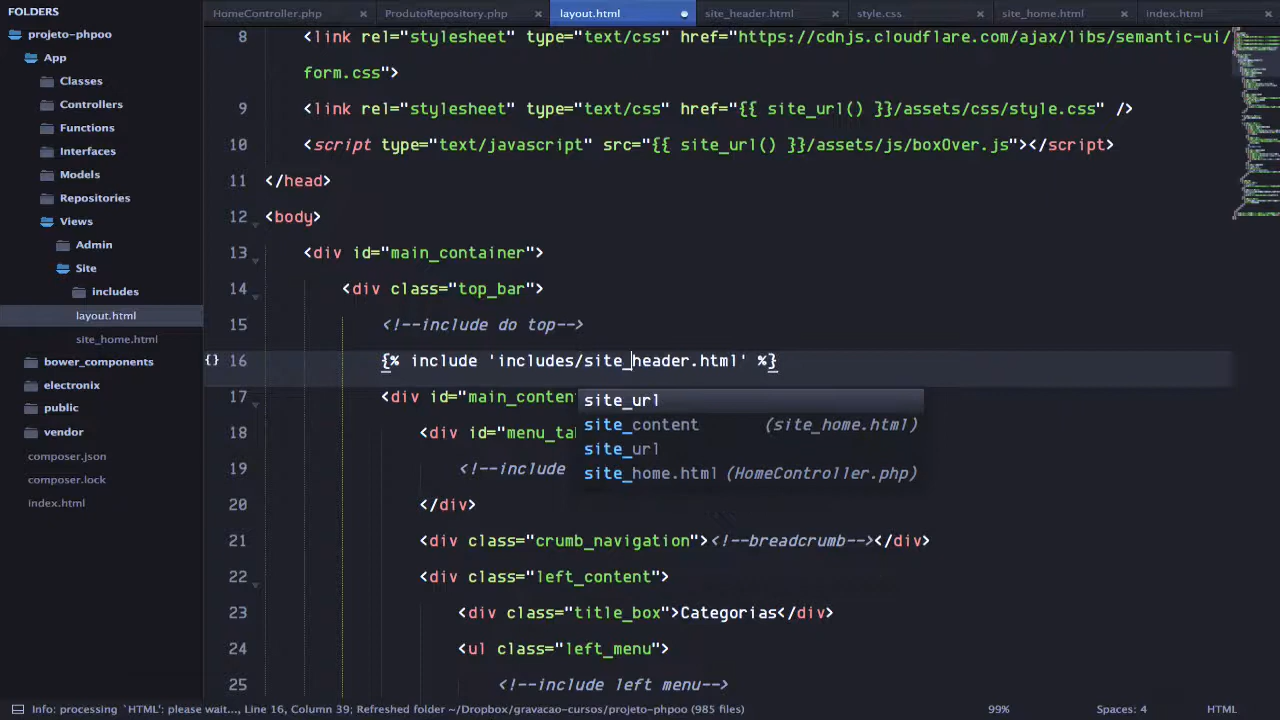 HomeController.php × ProdutoRepository.php × layout.html site_header.html × style.css × site_home.html × index.html ×
FOLDERS
projeto-phpoo
App
Classes
Controllers
Functions
Interfaces
Models
Repositories
Views
Admin
Site
includes
layout.html
site_home.html
bower_components
electronix
public
vendor
composer.json
composer.lock
index.html
8 <link rel="stylesheet" type="text/css" href="https://cdnjs.cloudflare.com/ajax/libs/semantic-ui/
form.css">
9 <link rel="stylesheet" type="text/css" href="{{ site_url() }}/assets/css/style.css" />
10 <script type="text/javascript" src="{{ site_url() }}/assets/js/boxOver.js"></script>
11 </head>
12 <body>
13 <div id="main_container">
14 <div class="top_bar">
15 <!--include do top-->
{} 16 {% include 'includes/site_header.html' %}
17 <div id="main_conten
site_url
site_content (site_home.html)
site_url
site_home.html (HomeController.php)
18 <div id="menu_ta
19 <!--include
20 </div>
21 <div class="crumb_navigation"><!--breadcrumb--></div>
22 <div class="left_content">
23 <div class="title_box">Categorias</div>
24 <ul class="left_menu">
25 <!--include left menu-->
Info: processing `HTML': please wait..., Line 16, Column 39; Refreshed folder ~/Dropbox/gravacao-cursos/projeto-phpoo (985 files) 99% Spaces: 4 HTML